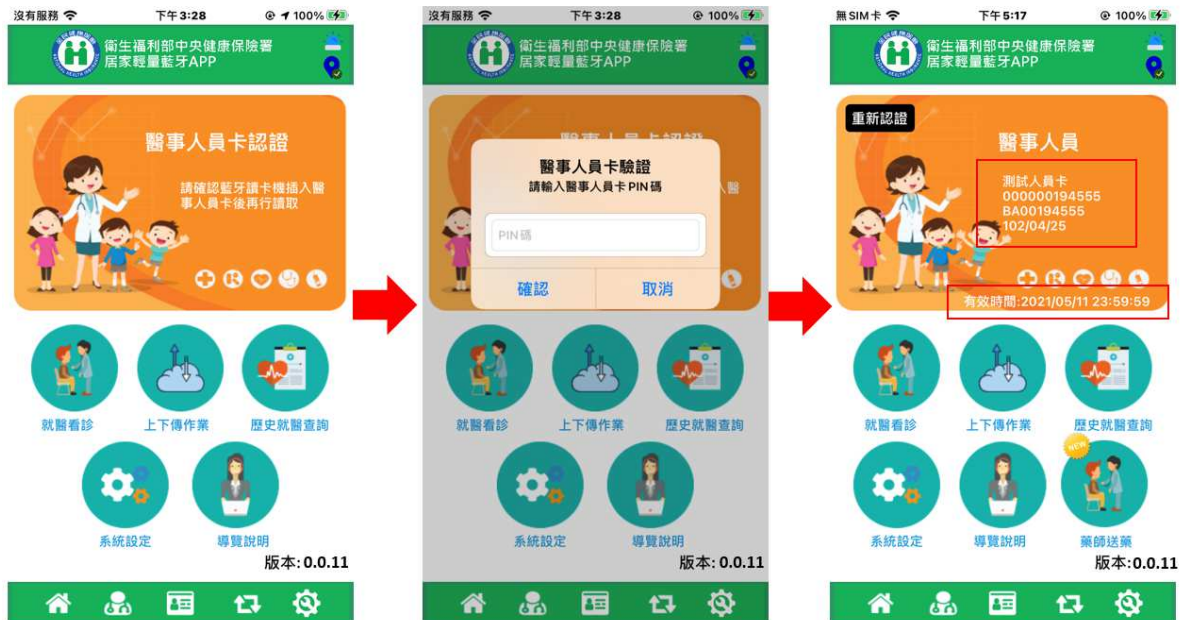 沒有服務 下午 3:28 100%
衛生福利部中央健康保險署
居家輕量藍牙APP
醫事人員卡認證
請確認藍牙讀卡機插入醫
事人員卡後再行讀取
就醫看診 上下傳作業 歷史就醫查詢
系統設定 導覽說明
版本: 0.0.11
沒有服務 下午 3:28 100%
衛生福利部中央健康保險署
居家輕量藍牙APP
醫事人員卡驗證
請輸入醫事人員卡 PIN 碼
PIN 碼
確認 取消
就醫看診 上下傳作業 歷史就醫查詢
系統設定 導覽說明
版本: 0.0.11
無 SIM 卡 下午 5:17 100%
衛生福利部中央健康保險署
居家輕量藍牙APP
重新認證
醫事人員
測試人員卡
000000194555
BA00194555
102/04/25
有效時間:2021/05/11 23:59:59
就醫看診 上下傳作業 歷史就醫查詢
NEW
系統設定 導覽說明 藥師送藥
版本:0.0.11